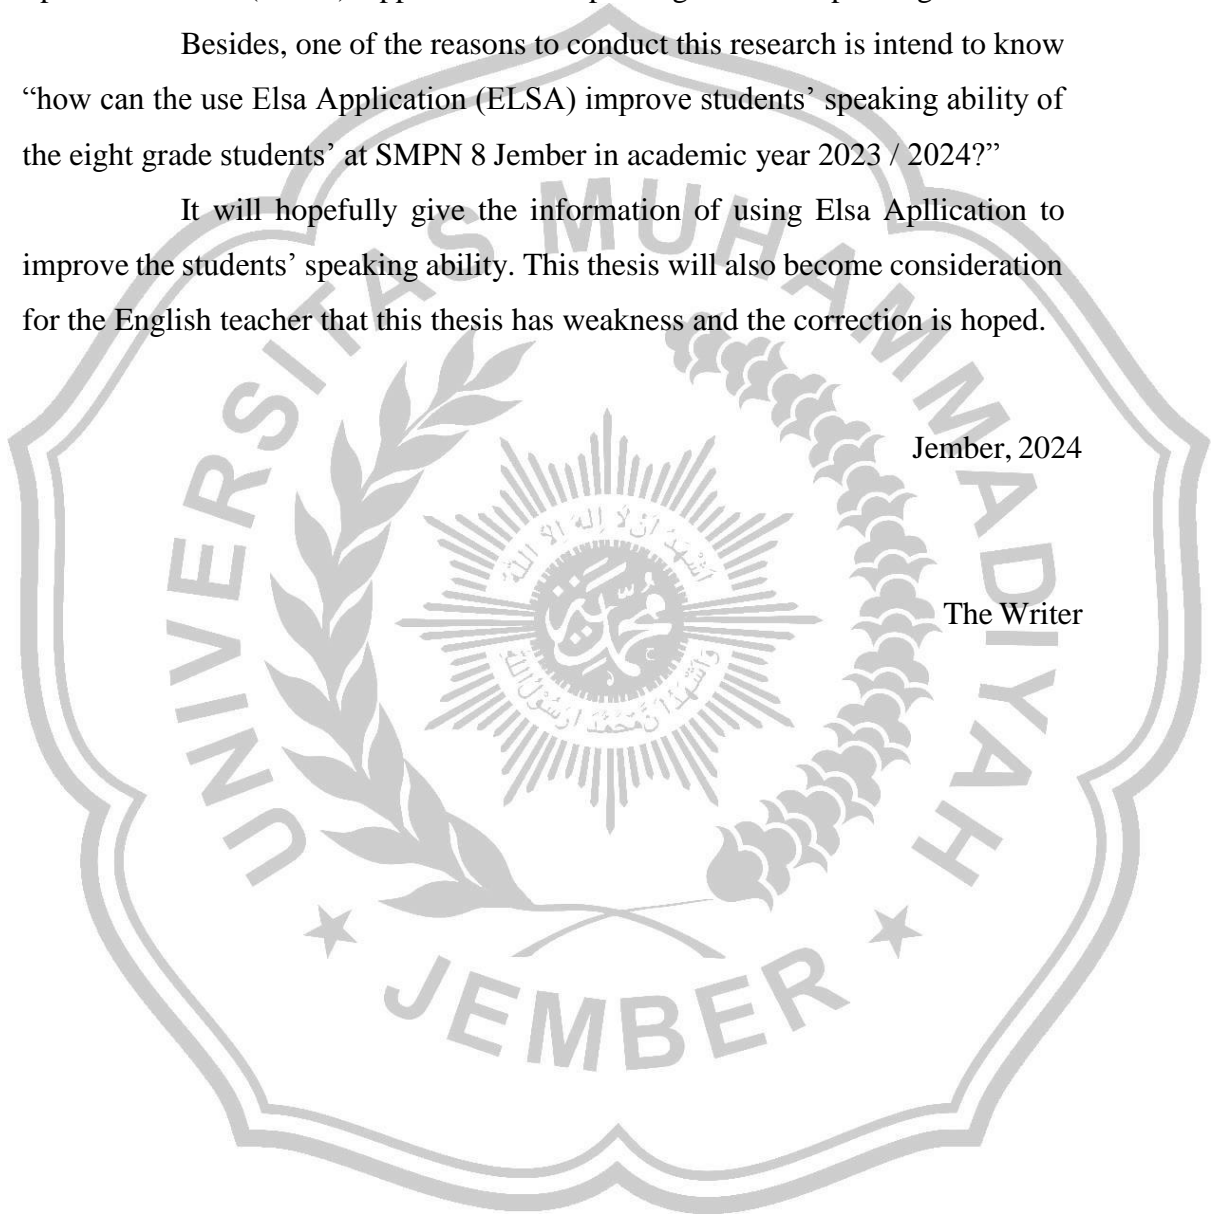 Besides, one of the reasons to conduct this research is intend to know
“how can the use Elsa Application (ELSA) improve students’ speaking ability of
the eight grade students’ at SMPN 8 Jember in academic year 2023 / 2024?”
It will hopefully give the information of using Elsa Apllication to
improve the students’ speaking ability. This thesis will also become consideration
for the English teacher that this thesis has weakness and the correction is hoped.
Jember, 2024
The Writer
UNIVERSITAS MUHAMMADIYAH
JEMBER